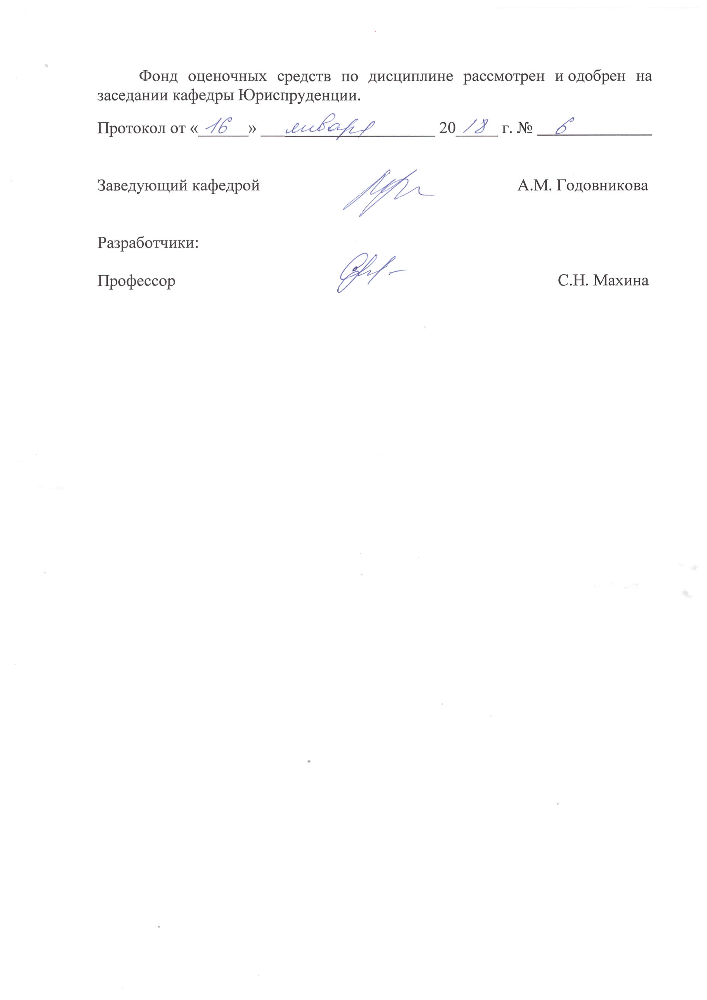 Фонд оценочных средств по дисциплине рассмотрен и одобрен на
заседании кафедры Юриспруденции.
Протокол от «16» января 2018 г. № 6
Заведующий кафедрой А.М. Годовникова
Разработчики:
Профессор С.Н. Махина